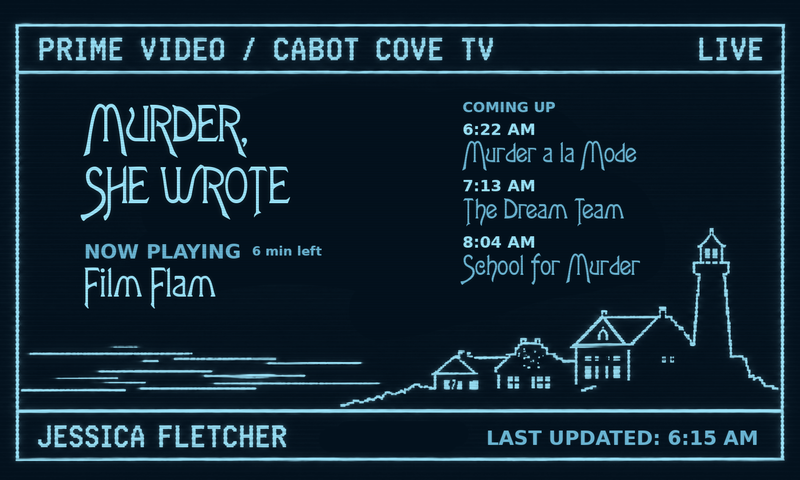 PRIME VIDEO / CABOT COVE TV
LIVE
MURDER,
SHE WROTE
NOW PLAYING 6 min left
Film Flam
COMING UP
6:22 AM
Murder a la Mode
7:13 AM
The Dream Team
8:04 AM
School for Murder
JESSICA FLETCHER
LAST UPDATED: 6:15 AM